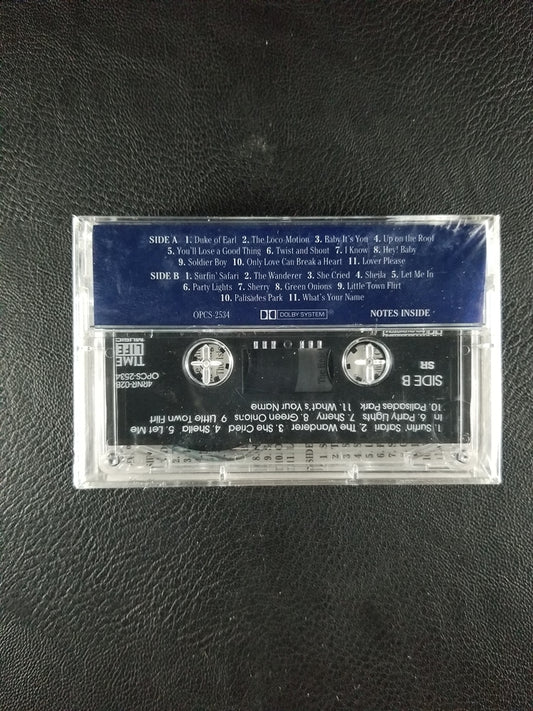 SIDE A 1. Duke of Earl 2. The Loco-Motion 3. Baby It's You 4. Up on the Roof
5. You'll Lose a Good Thing 6. Twist and Shout 7. I Know 8. Hey! Baby
9. Soldier Boy 10. Only Love Can Break a Heart 11. Lover Please
SIDE B 1. Surfin' Safari 2. The Wanderer 3. She Cried 4. Sheila 5. Let Me In
6. Party Lights 7. Sherry 8. Green Onions 9. Little Town Flirt
10. Palisades Park 11. What's Your Name
OPCS-2534 DOLBY SYSTEM® NOTES INSIDE
1. Surfin' Safari 2. The Wanderer 3. She Cried 4. Sheila 5. Let Me
In 6. Party Lights 7. Sherry 8. Green Onions 9. Little Town Flirt
10. Palisades Park 11. What's Your Name
SIDE B
SR
4RNR-02B
OPCS-2534
TIME
LIFE
MUSIC